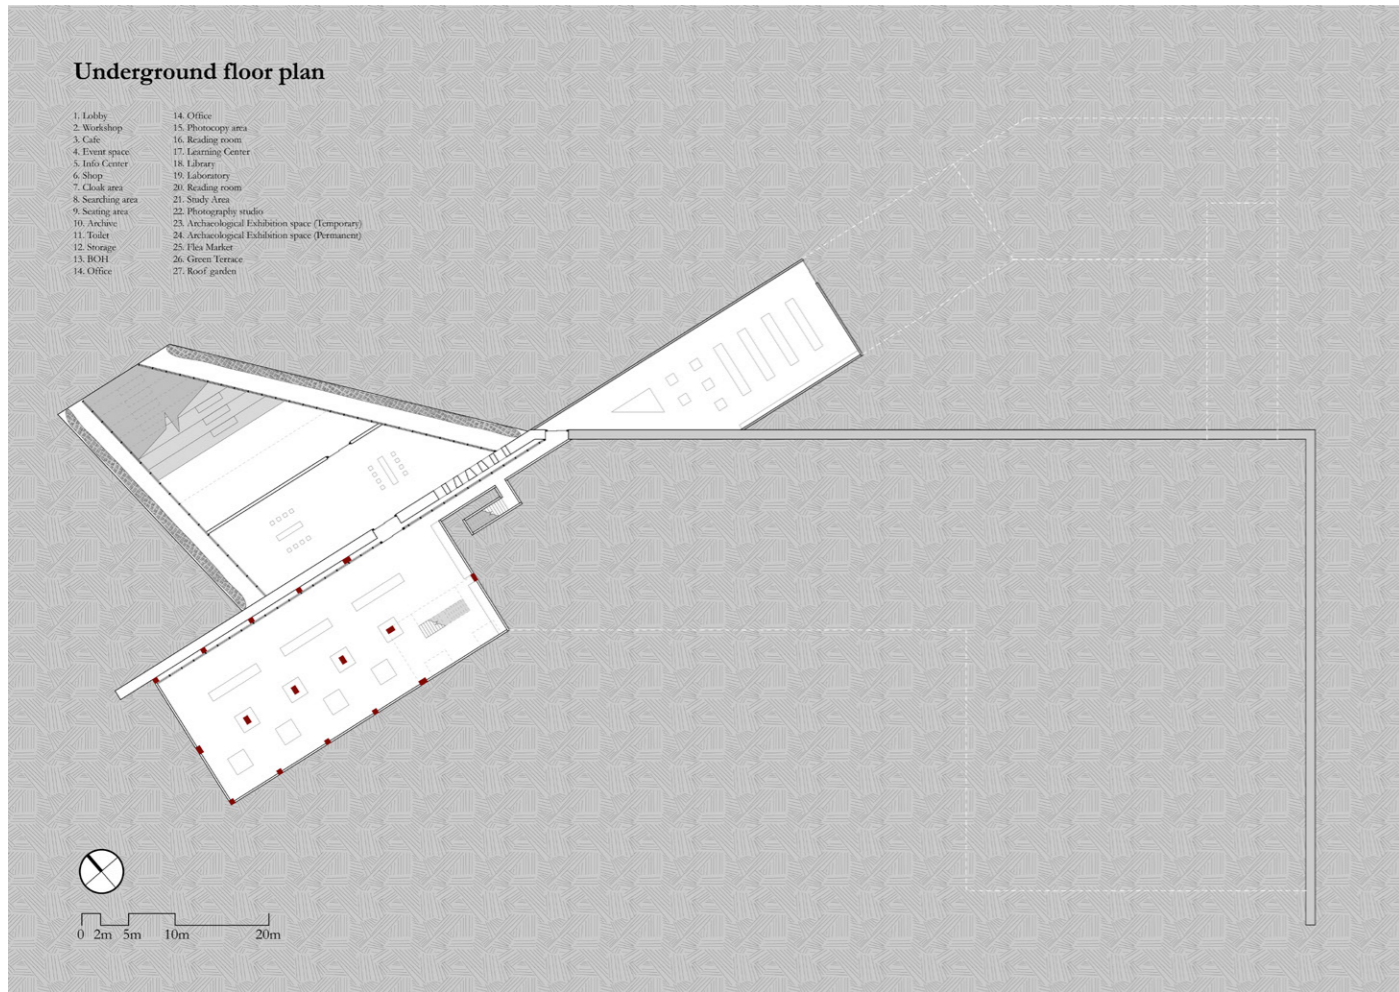 Underground floor plan
1. Lobby
2. Workshop
3. Cafe
4. Event space
5. Info Center
6. Shop
7. Cloak area
8. Searching area
9. Seating area
10. Archive
11. Toilet
12. Storage
13. BOH
14. Office
14. Office
15. Photocopy area
16. Reading room
17. Learning Center
18. Library
19. Laboratory
20. Reading room
21. Study Area
22. Photography studio
23. Archaeological Exhibition space (Temporary)
24. Archaeological Exhibition space (Permanent)
25. Flea Market
26. Green Terrace
27. Roof garden
0 2m 5m 10m 20m